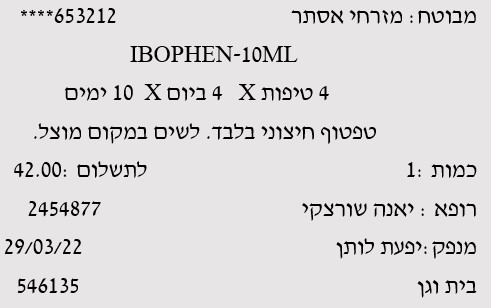 מבוטח: מזרחי אסתר 653212****
IBOPHEN-10ML
4 טיפות X 4 ביום X 10 ימים
טפטוף חיצוני בלבד. לשים במקום מוצל.
כמות :1 לתשלום :42.00
רופא : יאנה שורצקי 2454877
מנפק :יפעת לותן 29/03/22
בית וגן 546135